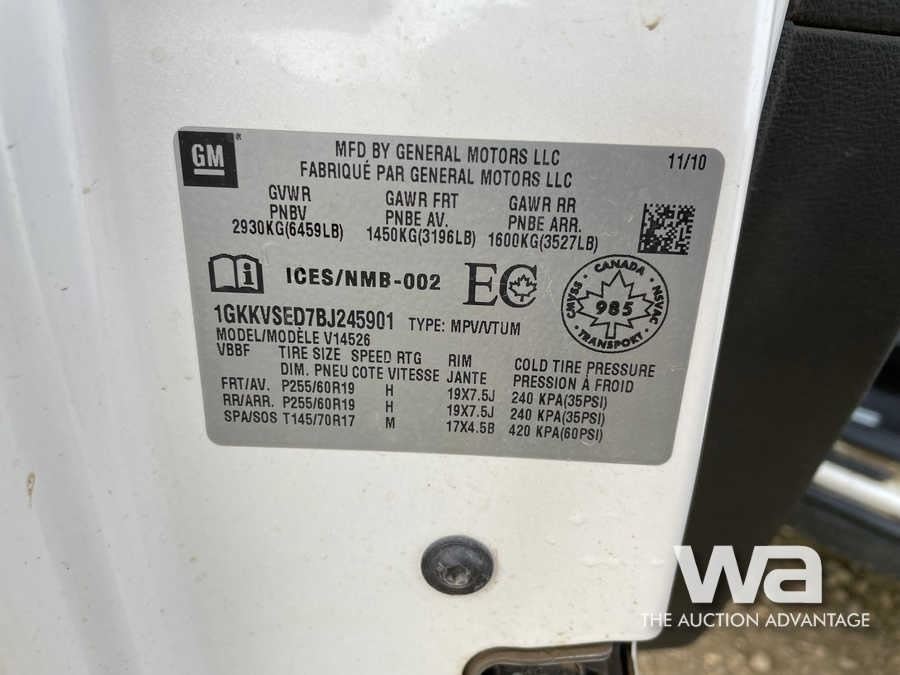 GM
MFD BY GENERAL MOTORS LLC
FABRIQUÉ PAR GENERAL MOTORS LLC
11/10
GVWR GAWR FRT GAWR RR
PNBV PNBE AV. PNBE ARR.
2930KG(6459LB) 1450KG(3196LB) 1600KG(3527LB)
ICES/NMB-002 EC
CANADA
CMVSS 985 NSVAC
TRANSPORT
1GKKVSED7BJ245901 TYPE: MPV/VTUM
MODEL/MODÈLE V14526
VBBF TIRE SIZE SPEED RTG RIM COLD TIRE PRESSURE
DIM. PNEU COTE VITESSE JANTE PRESSION À FROID
FRT/AV. P255/60R19 H 19X7.5J 240 KPA(35PSI)
RR/ARR. P255/60R19 H 19X7.5J 240 KPA(35PSI)
SPA/SOS T145/70R17 M 17X4.5B 420 KPA(60PSI)
wa
THE AUCTION ADVANTAGE